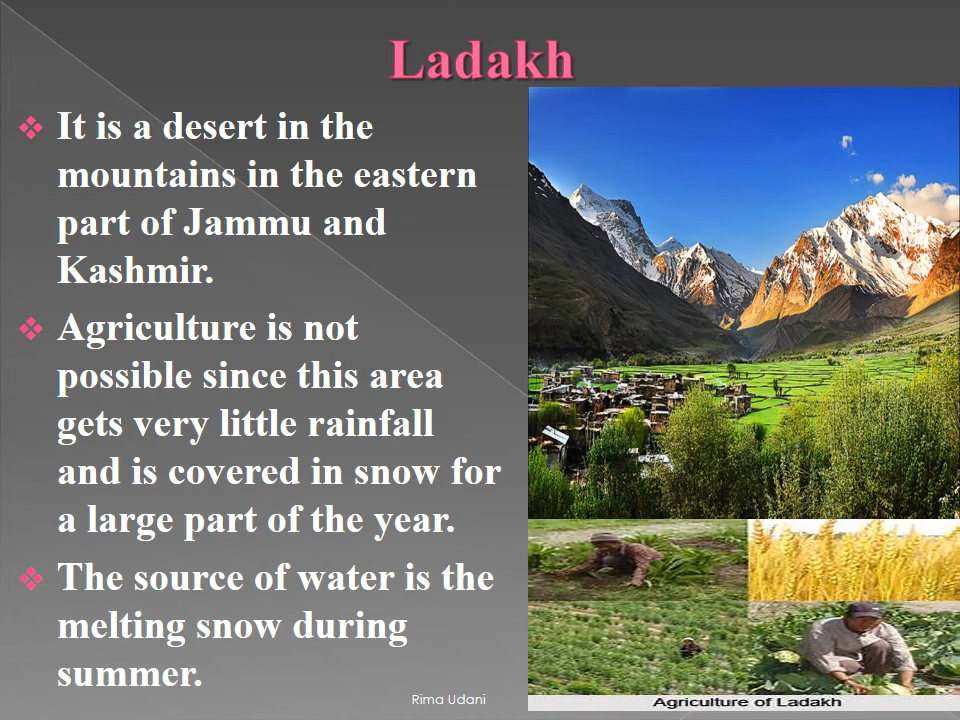 Ladakh
It is a desert in the
mountains in the eastern
part of Jammu and
Kashmir.
Agriculture is not
possible since this area
gets very little rainfall
and is covered in snow for
a large part of the year.
The source of water is the
melting snow during
summer.
Rima Udani
Agriculture of Ladakh